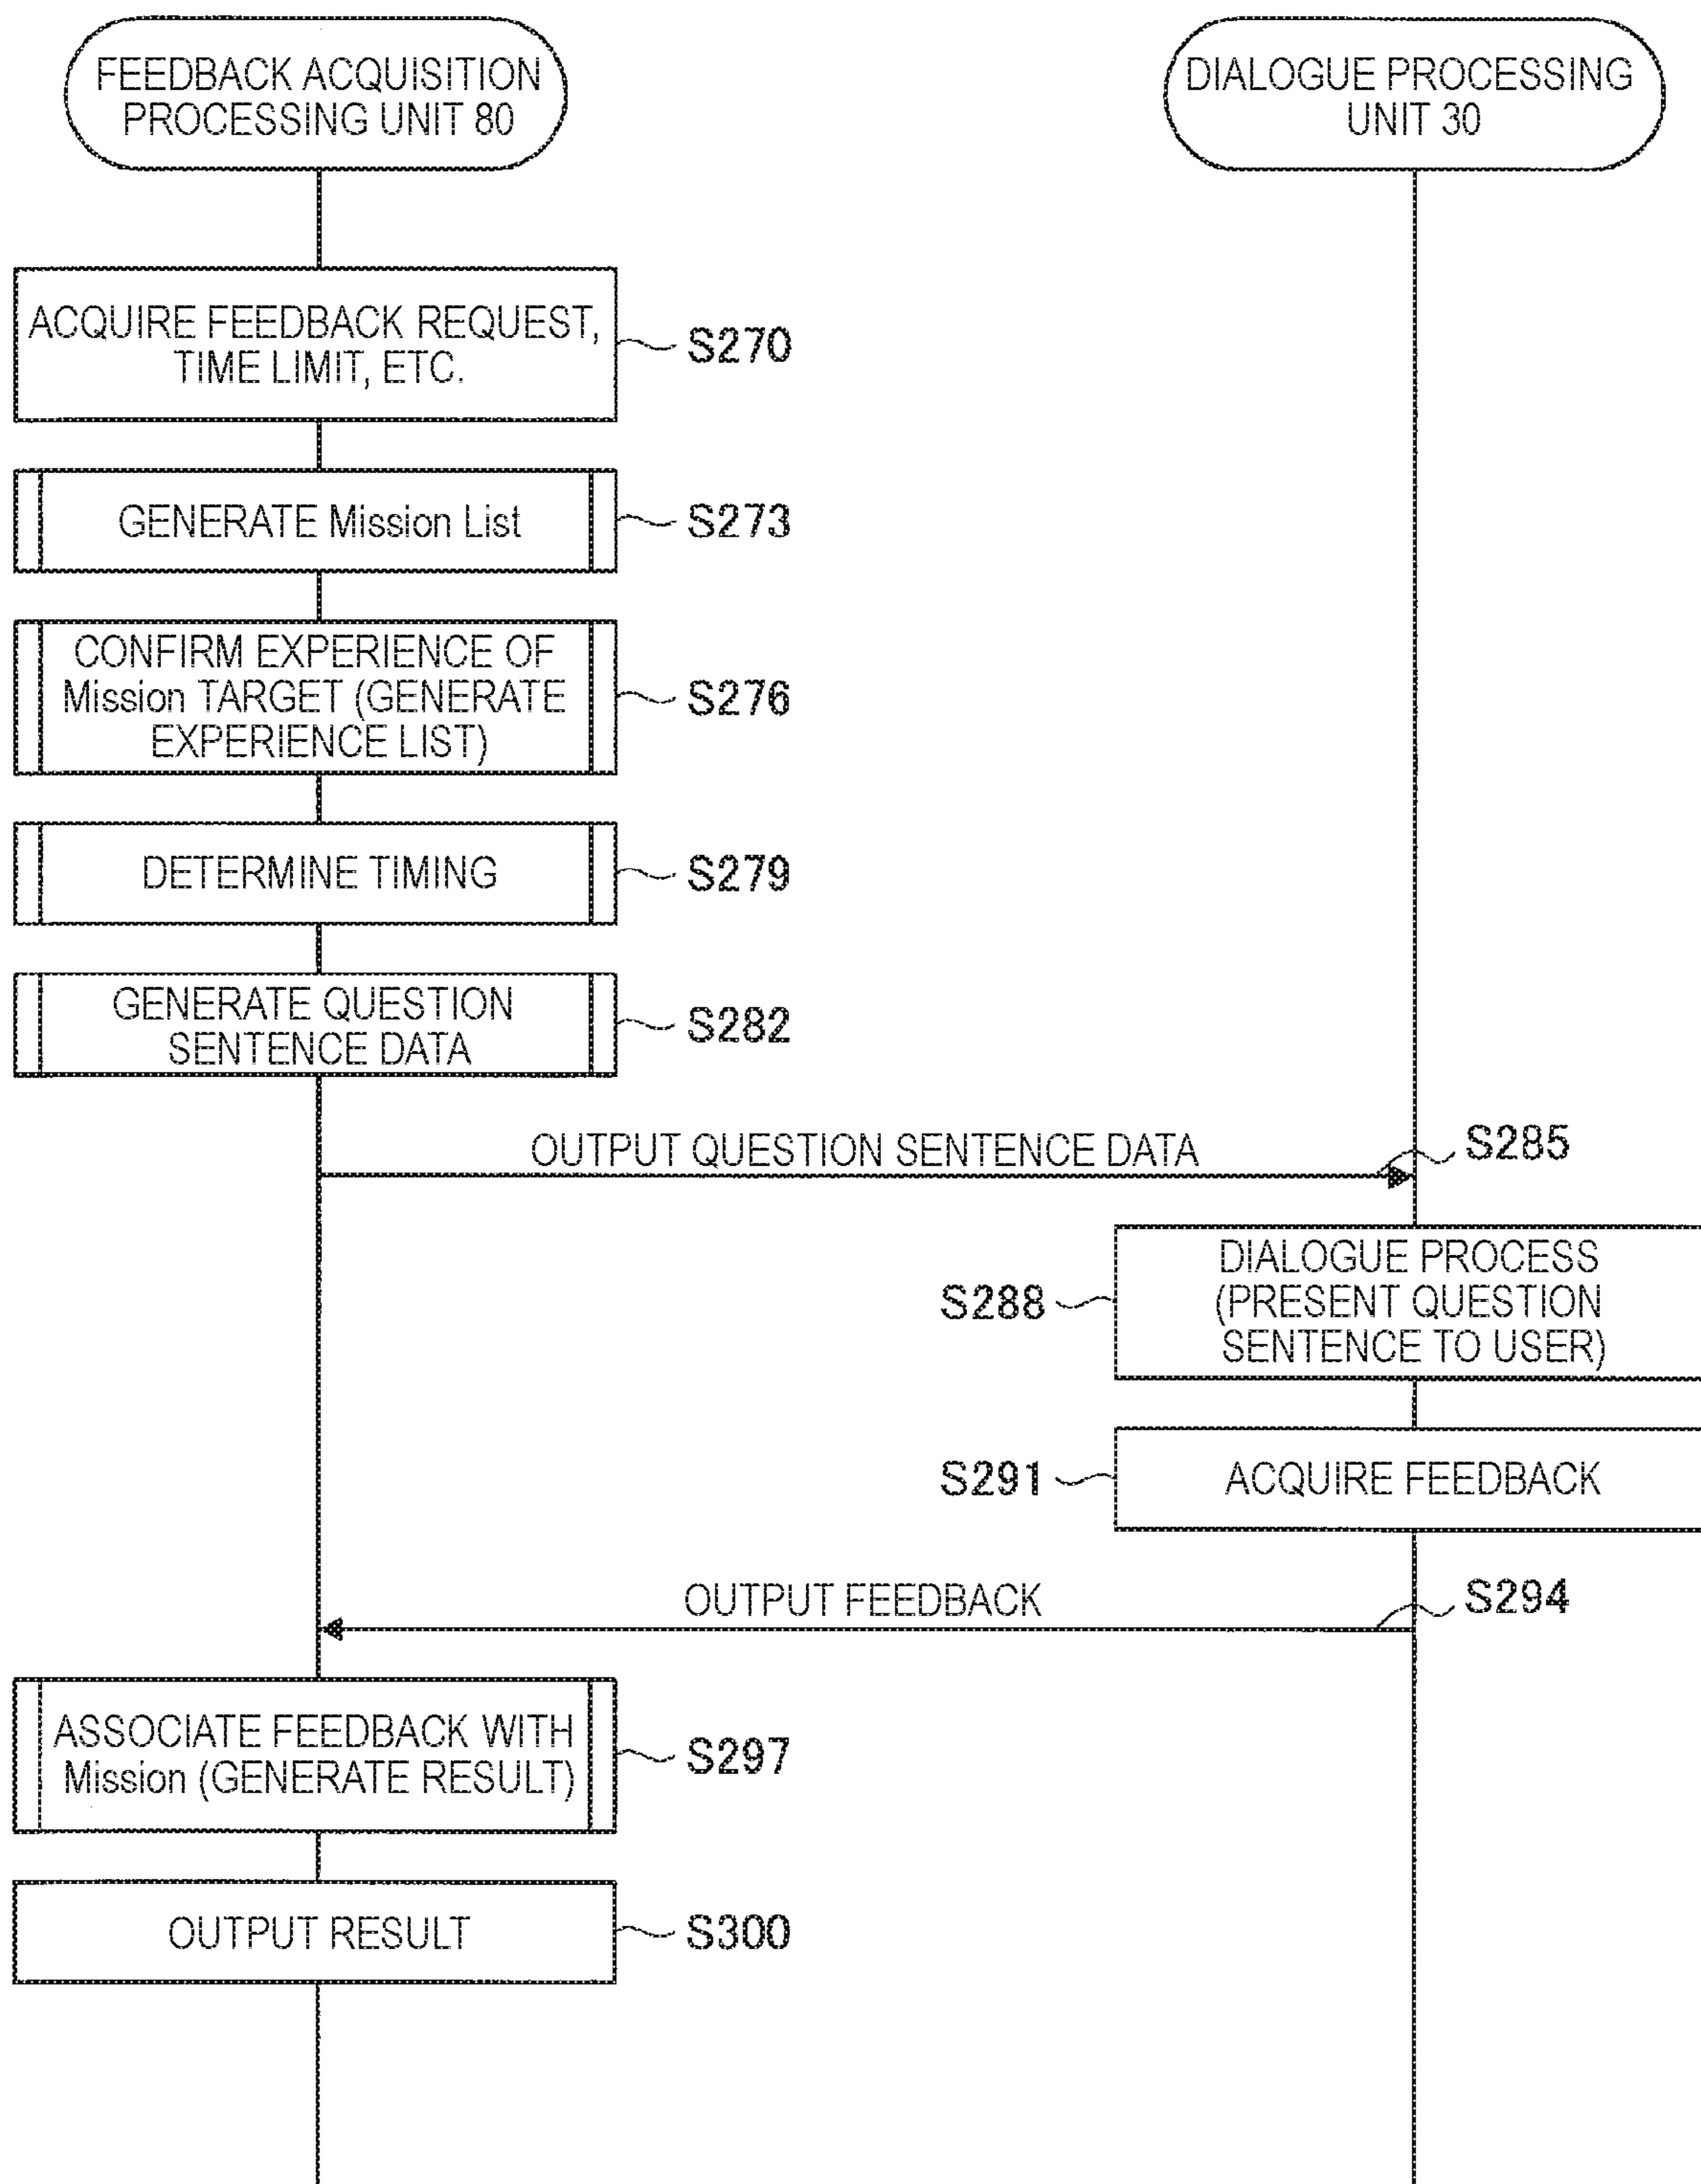 FEEDBACK ACQUISITION
PROCESSING UNIT 80
DIALOGUE PROCESSING
UNIT 30
ACQUIRE FEEDBACK REQUEST,
TIME LIMIT, ETC.
S270
GENERATE Mission List
S273
CONFIRM EXPERIENCE OF
Mission TARGET (GENERATE
EXPERIENCE LIST)
S276
DETERMINE TIMING
S279
GENERATE QUESTION
SENTENCE DATA
S282
OUTPUT QUESTION SENTENCE DATA
S285
DIALOGUE PROCESS
(PRESENT QUESTION
SENTENCE TO USER)
S288
ACQUIRE FEEDBACK
S291
OUTPUT FEEDBACK
S294
ASSOCIATE FEEDBACK WITH
Mission (GENERATE RESULT)
S297
OUTPUT RESULT
S300